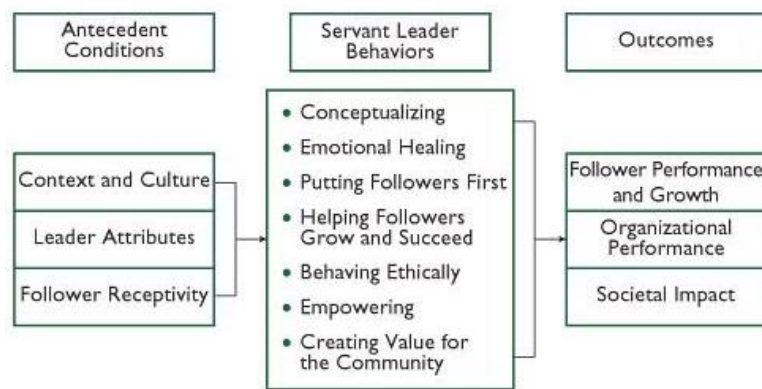 Antecedent
Conditions
Servant Leader
Behaviors
Outcomes
Context and Culture
Leader Attributes
Follower Receptivity
• Conceptualizing
• Emotional Healing
• Putting Followers First
• Helping Followers
Grow and Succeed
• Behaving Ethically
• Empowering
• Creating Value for
the Community
Follower Performance
and Growth
Organizational
Performance
Societal Impact